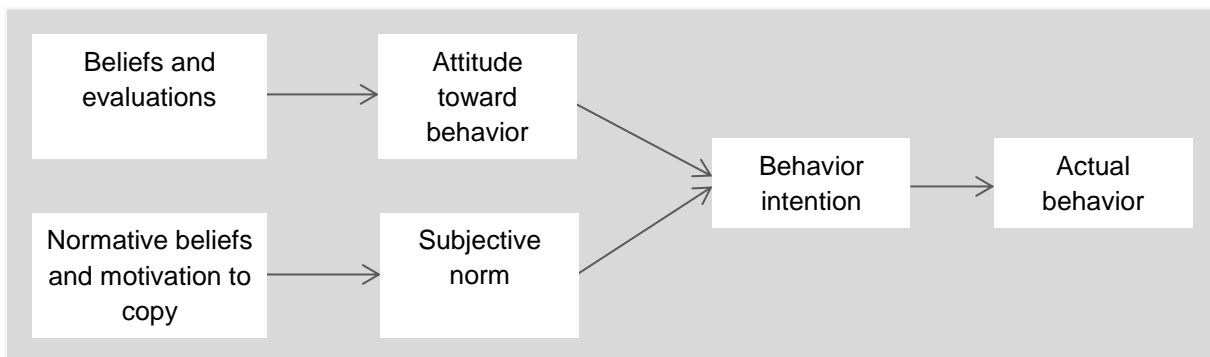 Beliefs and
evaluations
Attitude
toward
behavior
Behavior
intention
Actual
behavior
Normative beliefs
and motivation to
copy
Subjective
norm